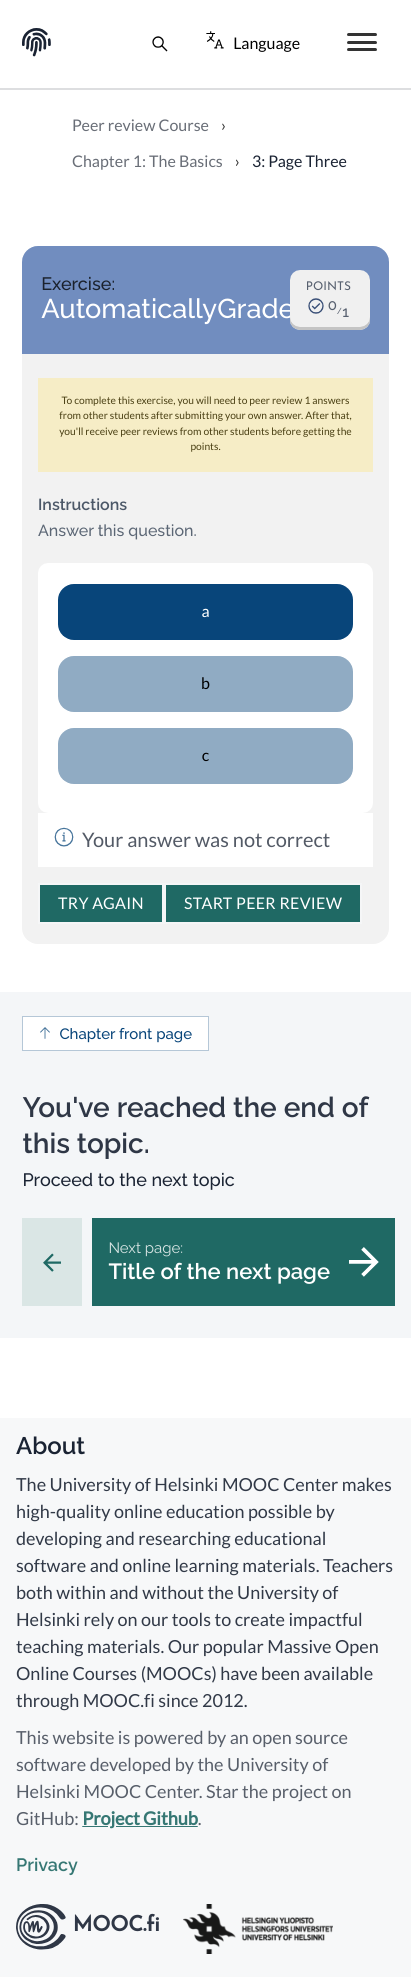 Language
Peer review Course ›
Chapter 1: The Basics › 3: Page Three
Exercise:
AutomaticallyGrade
POINTS
0/1
To complete this exercise, you will need to peer review 1 answers
from other students after submitting your own answer. After that,
you'll receive peer reviews from other students before getting the
points.
Instructions
Answer this question.
a
b
c
Your answer was not correct
TRY AGAIN START PEER REVIEW
Chapter front page
You've reached the end of
this topic.
Proceed to the next topic
Next page:
Title of the next page
About
The University of Helsinki MOOC Center makes
high-quality online education possible by
developing and researching educational
software and online learning materials. Teachers
both within and without the University of
Helsinki rely on our tools to create impactful
teaching materials. Our popular Massive Open
Online Courses (MOOCs) have been available
through MOOC.fi since 2012.
This website is powered by an open source
software developed by the University of
Helsinki MOOC Center. Star the project on
GitHub: Project Github.
Privacy
MOOC.fi
HELSINGIN YLIOPISTO
HELSINGFORS UNIVERSITET
UNIVERSITY OF HELSINKI